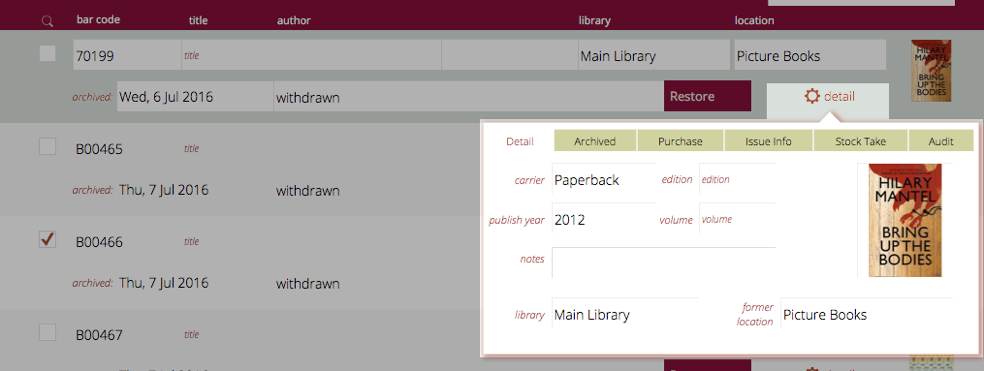 bar code title author library location
70199 title Main Library Picture Books
HILARY
MANTEL
BRING
UP THE
BODIES
archived: Wed, 6 Jul 2016 withdrawn Restore detail
B00465 title
archived: Thu, 7 Jul 2016 withdrawn
B00466 title
archived: Thu, 7 Jul 2016 withdrawn
B00467 title
Detail Archived Purchase Issue Info Stock Take Audit
carrier Paperback edition edition
publish year 2012 volume volume
notes
HILARY
MANTEL
BRING
UP THE
BODIES
library Main Library former location Picture Books